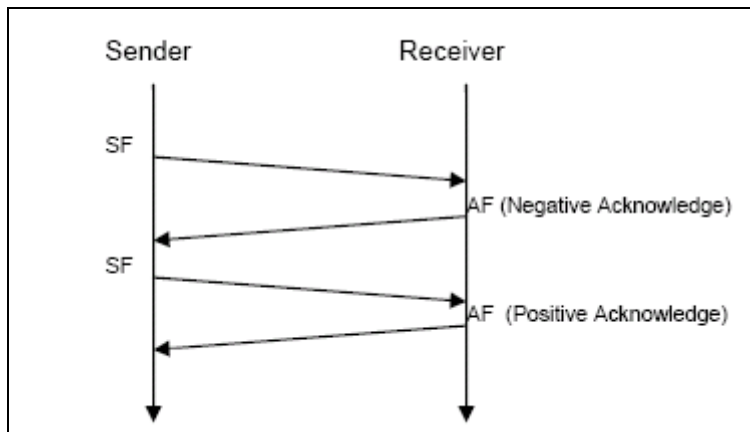 Sender Receiver
SF
AF (Negative Acknowledge)
SF
AF (Positive Acknowledge)